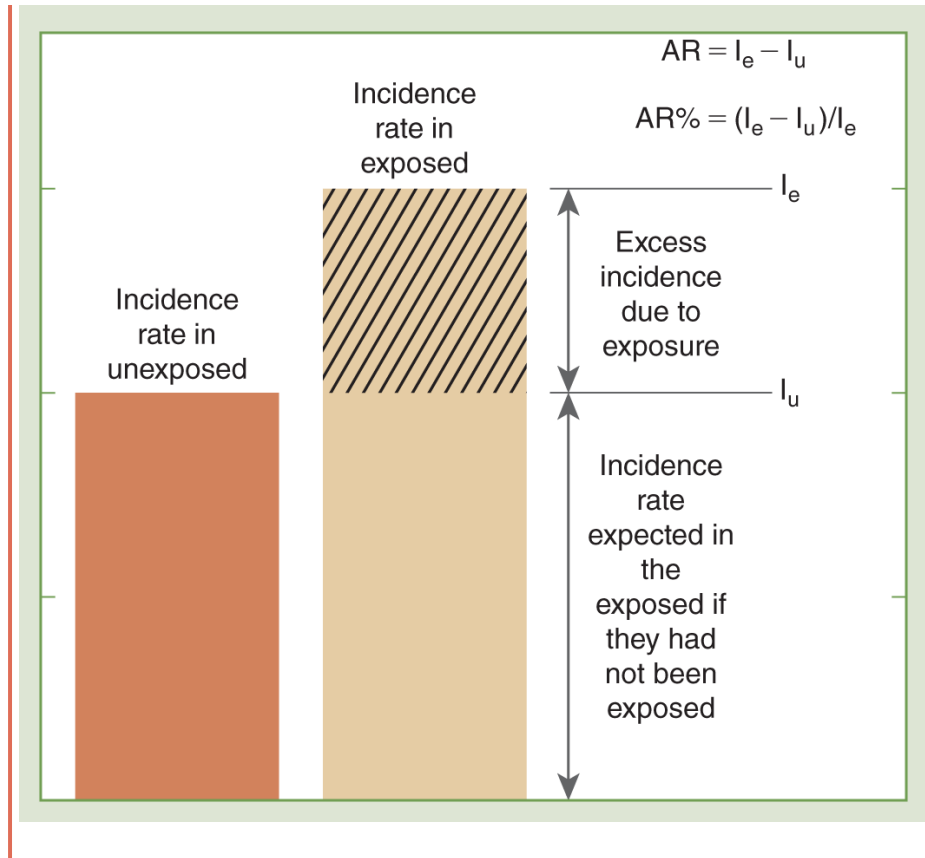 AR = Iₑ − Iᵤ
AR% = (Iₑ − Iᵤ)/Iₑ
Incidence
rate in
exposed
Incidence
rate in
unexposed
Iₑ
Excess
incidence
due to
exposure
Iᵤ
Incidence
rate
expected in
the
exposed if
they had
not been
exposed